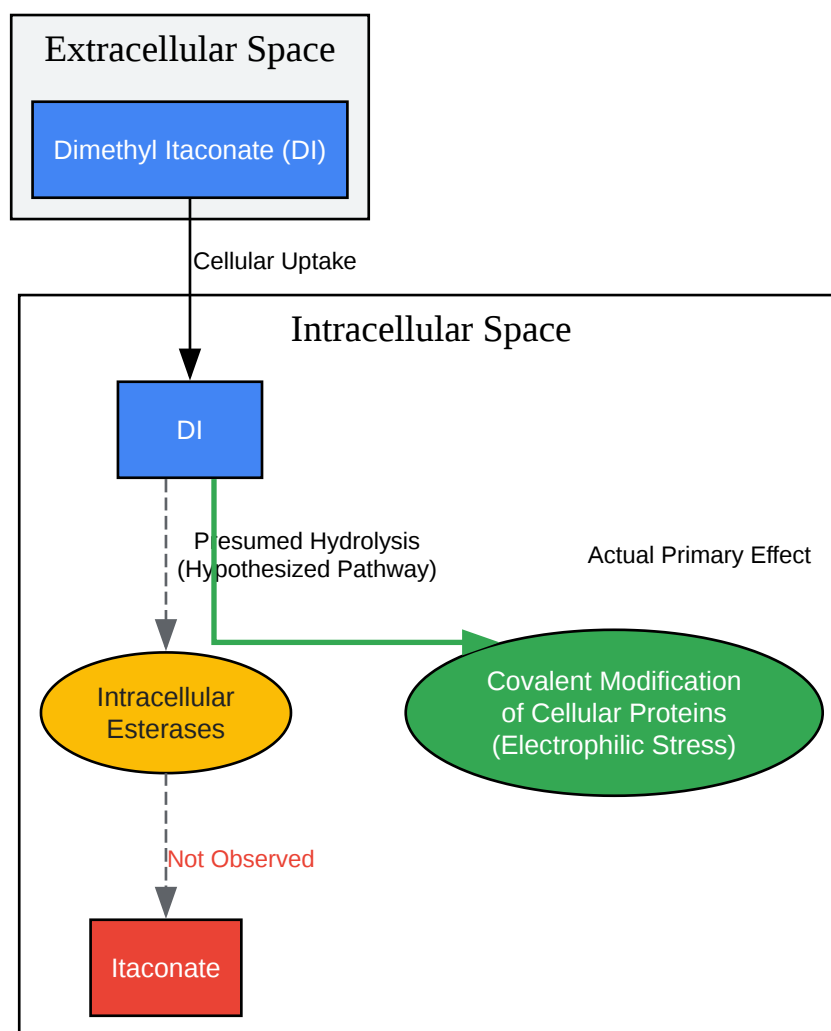 Extracellular Space
Dimethyl Itaconate (DI)
Cellular Uptake
Intracellular Space
DI
Presumed Hydrolysis
(Hypothesized Pathway)
Actual Primary Effect
Intracellular
Esterases
Covalent Modification
of Cellular Proteins
(Electrophilic Stress)
Not Observed
Itaconate